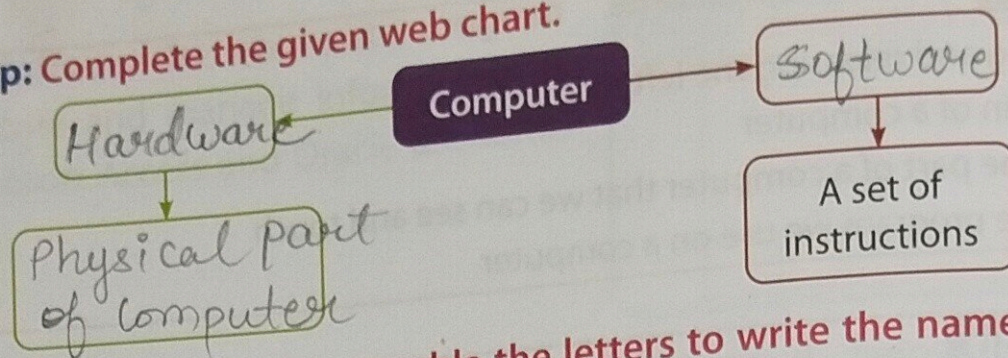 p: Complete the given web chart.
Computer
Hardware
Physical part
of computer
Software
A set of
instructions
the letters to write the name